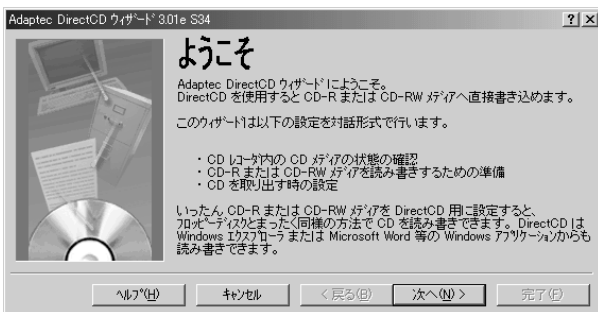 Adaptec DirectCD ウィザード 3.01e S34
ようこそ
Adaptec DirectCD ウィザードにようこそ。
DirectCD を使用すると CD-R または CD-RW メディアへ直接書き込めます。
このウィザードは以下の設定を対話形式で行います。
・CD レコーダ内の CD メディアの状態の確認
・CD-R または CD-RW メディアを読み書きするための準備
・CD を取り出す時の設定
いったん CD-R または CD-RW メディアを DirectCD 用に設定すると、
フロッピーディスクとまったく同様の方法で CD を読み書きできます。DirectCD は
Windows エクスプローラ または Microsoft Word 等の Windows アプリケーションからも
読み書きできます。
ヘルプ(H)
キャンセル
< 戻る(B)
次へ(N) >
完了(F)